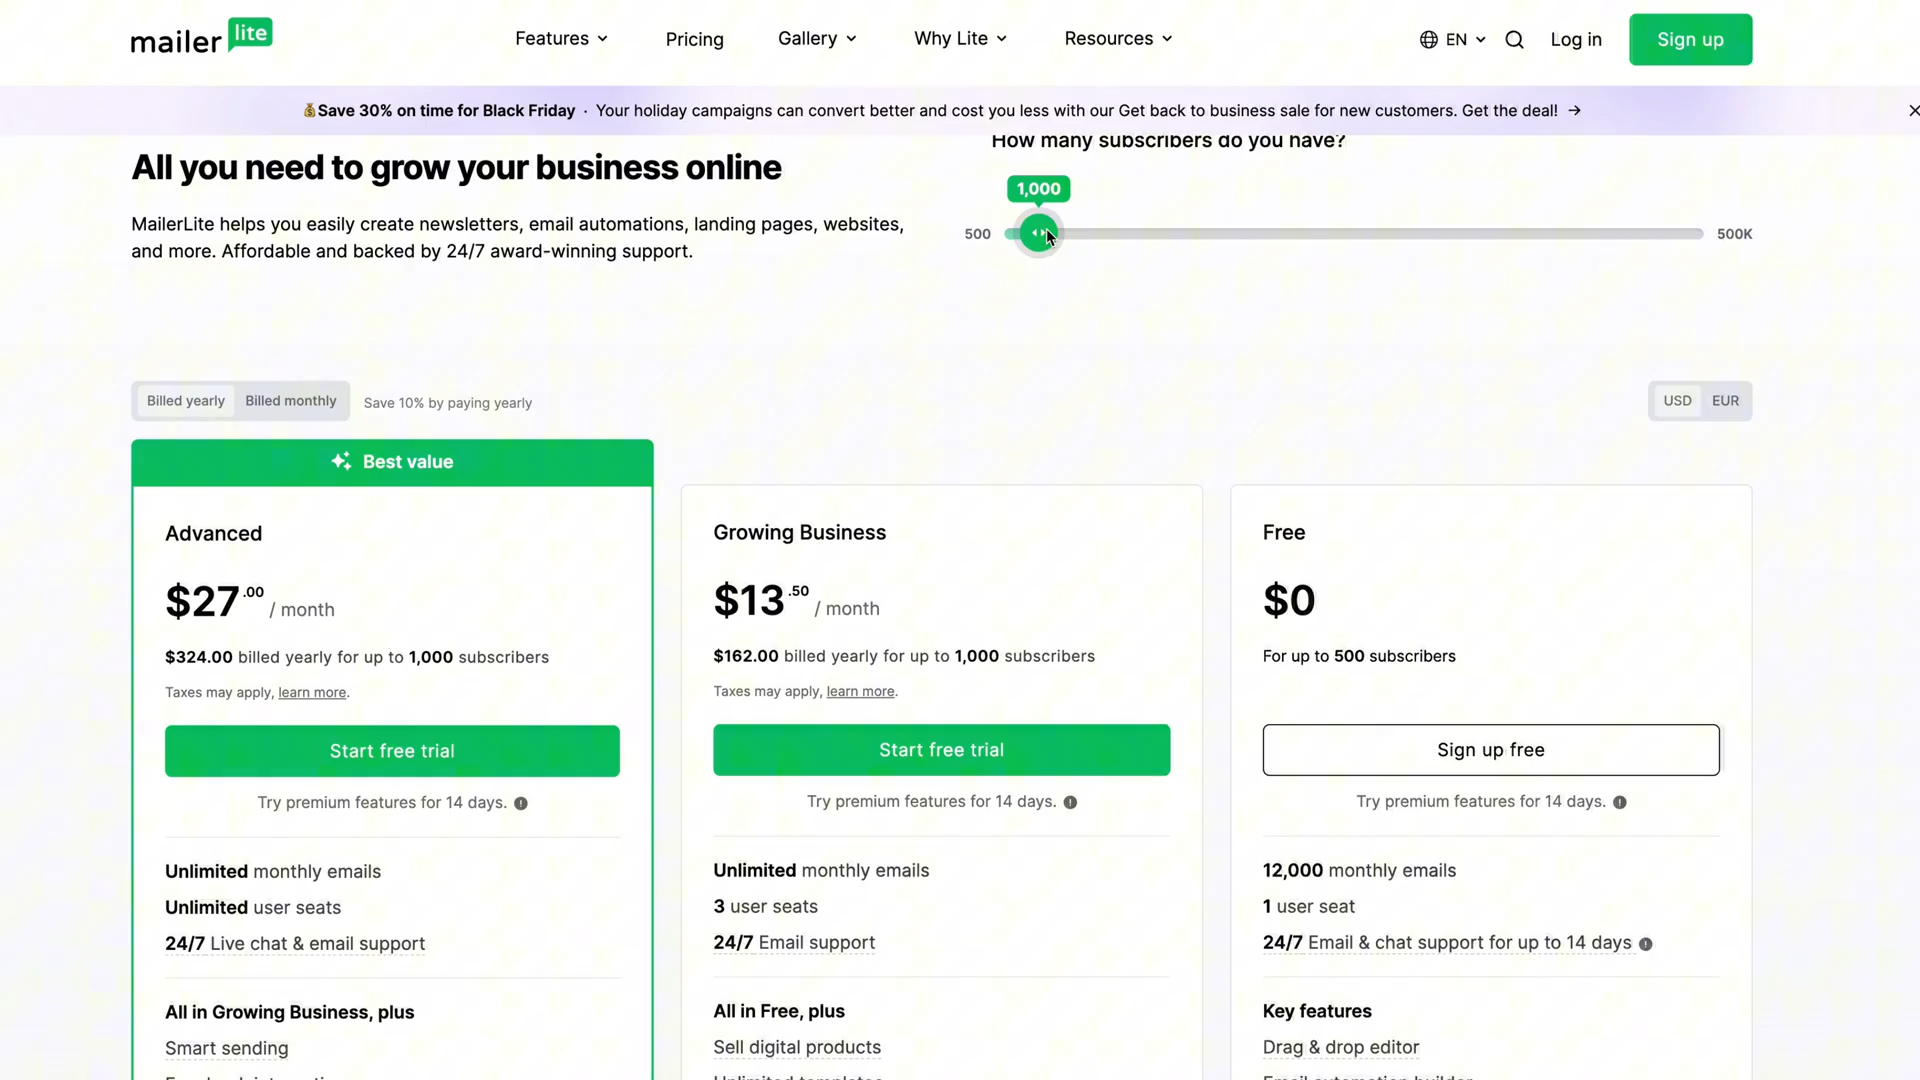 mailer lite
Features
Pricing
Gallery
Why Lite
Resources
EN
Log in
Sign up
💰Save 30% on time for Black Friday · Your holiday campaigns can convert better and cost you less with our Get back to business sale for new customers. Get the deal! →
How many subscribers do you have?
All you need to grow your business online
MailerLite helps you easily create newsletters, email automations, landing pages, websites,
and more. Affordable and backed by 24/7 award-winning support.
1,000
500
500K
Billed yearly
Billed monthly
Save 10% by paying yearly
USD
EUR
Best value
Advanced
$27.00 / month
$324.00 billed yearly for up to 1,000 subscribers
Taxes may apply, learn more.
Start free trial
Try premium features for 14 days.
Unlimited monthly emails
Unlimited user seats
24/7 Live chat & email support
All in Growing Business, plus
Smart sending
Growing Business
$13.50 / month
$162.00 billed yearly for up to 1,000 subscribers
Taxes may apply, learn more.
Start free trial
Try premium features for 14 days.
Unlimited monthly emails
3 user seats
24/7 Email support
All in Free, plus
Sell digital products
Unlimited templates
Free
$0
For up to 500 subscribers
Sign up free
Try premium features for 14 days.
12,000 monthly emails
1 user seat
24/7 Email & chat support for up to 14 days
Key features
Drag & drop editor
Email automation builder